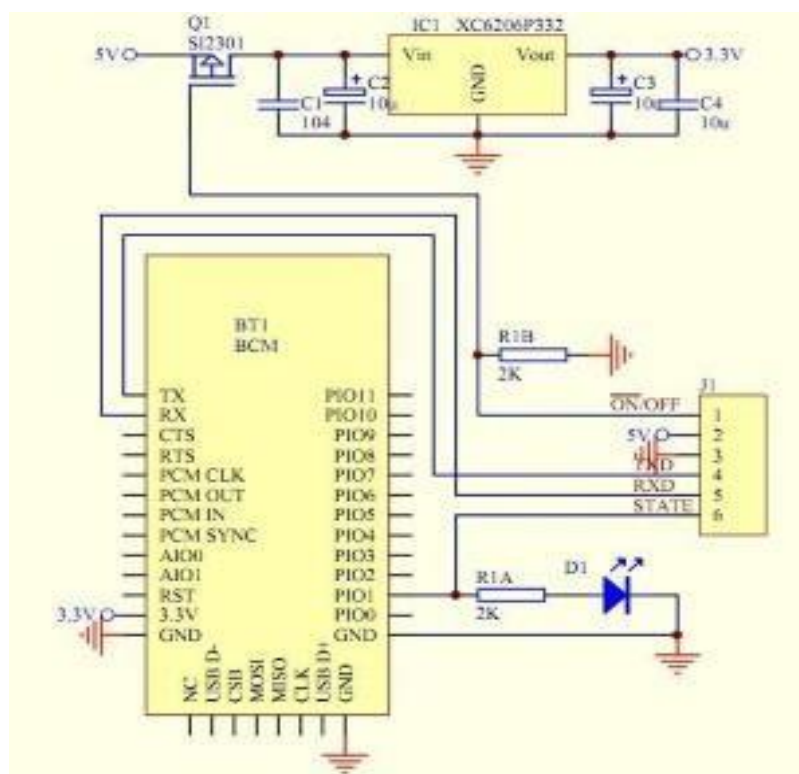 Q1
SI2301
5V
IC1 XC6206P332
Vin
Vout
GND
3.3V
C1
104
C2
10u
C3
10u
C4
10u
BT1
BCM
TX
RX
CTS
RTS
PCM CLK
PCM OUT
PCM IN
PCM SYNC
AIO0
AIO1
RST
3.3V
GND
3.3V
PIO11
PIO10
PIO9
PIO8
PIO7
PIO6
PIO5
PIO4
PIO3
PIO2
PIO1
PIO0
GND
NC
USB D-
CSB
MOSI
MISO
CLK
USB D+
GND
R1B
2K
J1
ON/OFF
5V
TXD
RXD
STATE
1
2
3
4
5
6
R1A
2K
D1